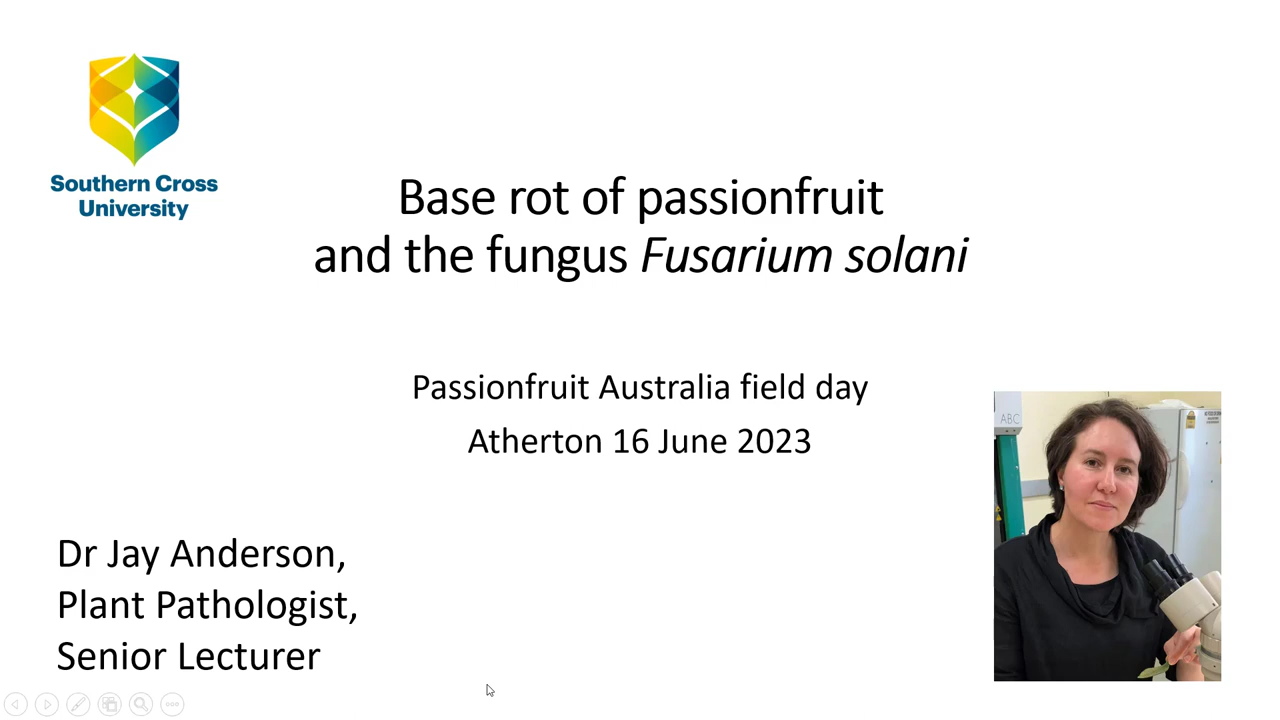 Southern Cross
University
Base rot of passionfruit
and the fungus Fusarium solani
Passionfruit Australia field day
Atherton 16 June 2023
ABC
Dr Jay Anderson,
Plant Pathologist,
Senior Lecturer